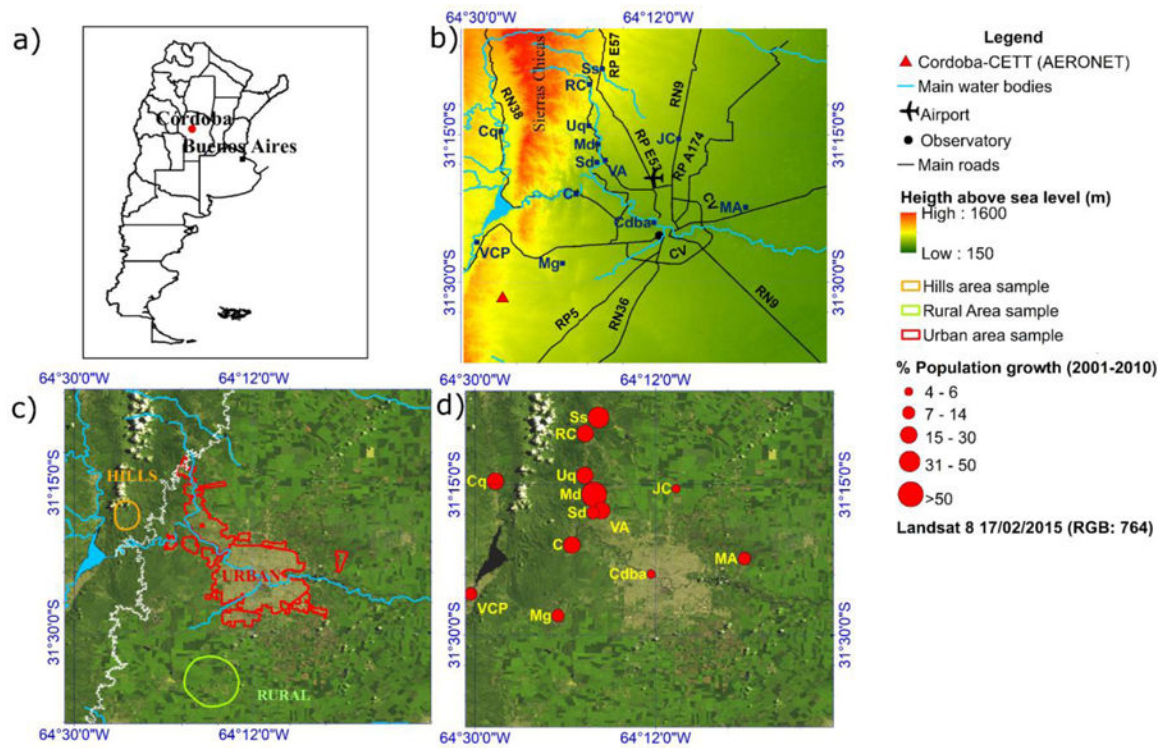 a)
Córdoba
Buenos Aires
b)
64°30'0"W
64°12'0"W
31°15'0"S
31°30'0"S
31°15'0"S
31°30'0"S
Sierras Chicas
RN38
RP E57
RN9
RP E53
RP A174
CV
CV
RP5
RN36
RN9
Ss
RC
Cq
Uq
Md
Sd
VA
JC
C
MA
Cdba
VCP
Mg
Legend
Cordoba-CETT (AERONET)
Main water bodies
Airport
Observatory
Main roads
Heigth above sea level (m)
High : 1600
Low : 150
Hills area sample
Rural Area sample
Urban area sample
% Population growth (2001-2010)
4 - 6
7 - 14
15 - 30
31 - 50
>50
Landsat 8 17/02/2015 (RGB: 764)
c)
64°30'0"W
64°12'0"W
31°15'0"S
31°30'0"S
HILLS
URBAN
RURAL
64°30'0"W
64°12'0"W
d)
64°30'0"W
64°12'0"W
31°15'0"S
31°30'0"S
31°15'0"S
31°30'0"S
Ss
RC
Cq
Uq
Md
Sd
VA
JC
C
MA
Cdba
VCP
Mg
64°30'0"W
64°12'0"W